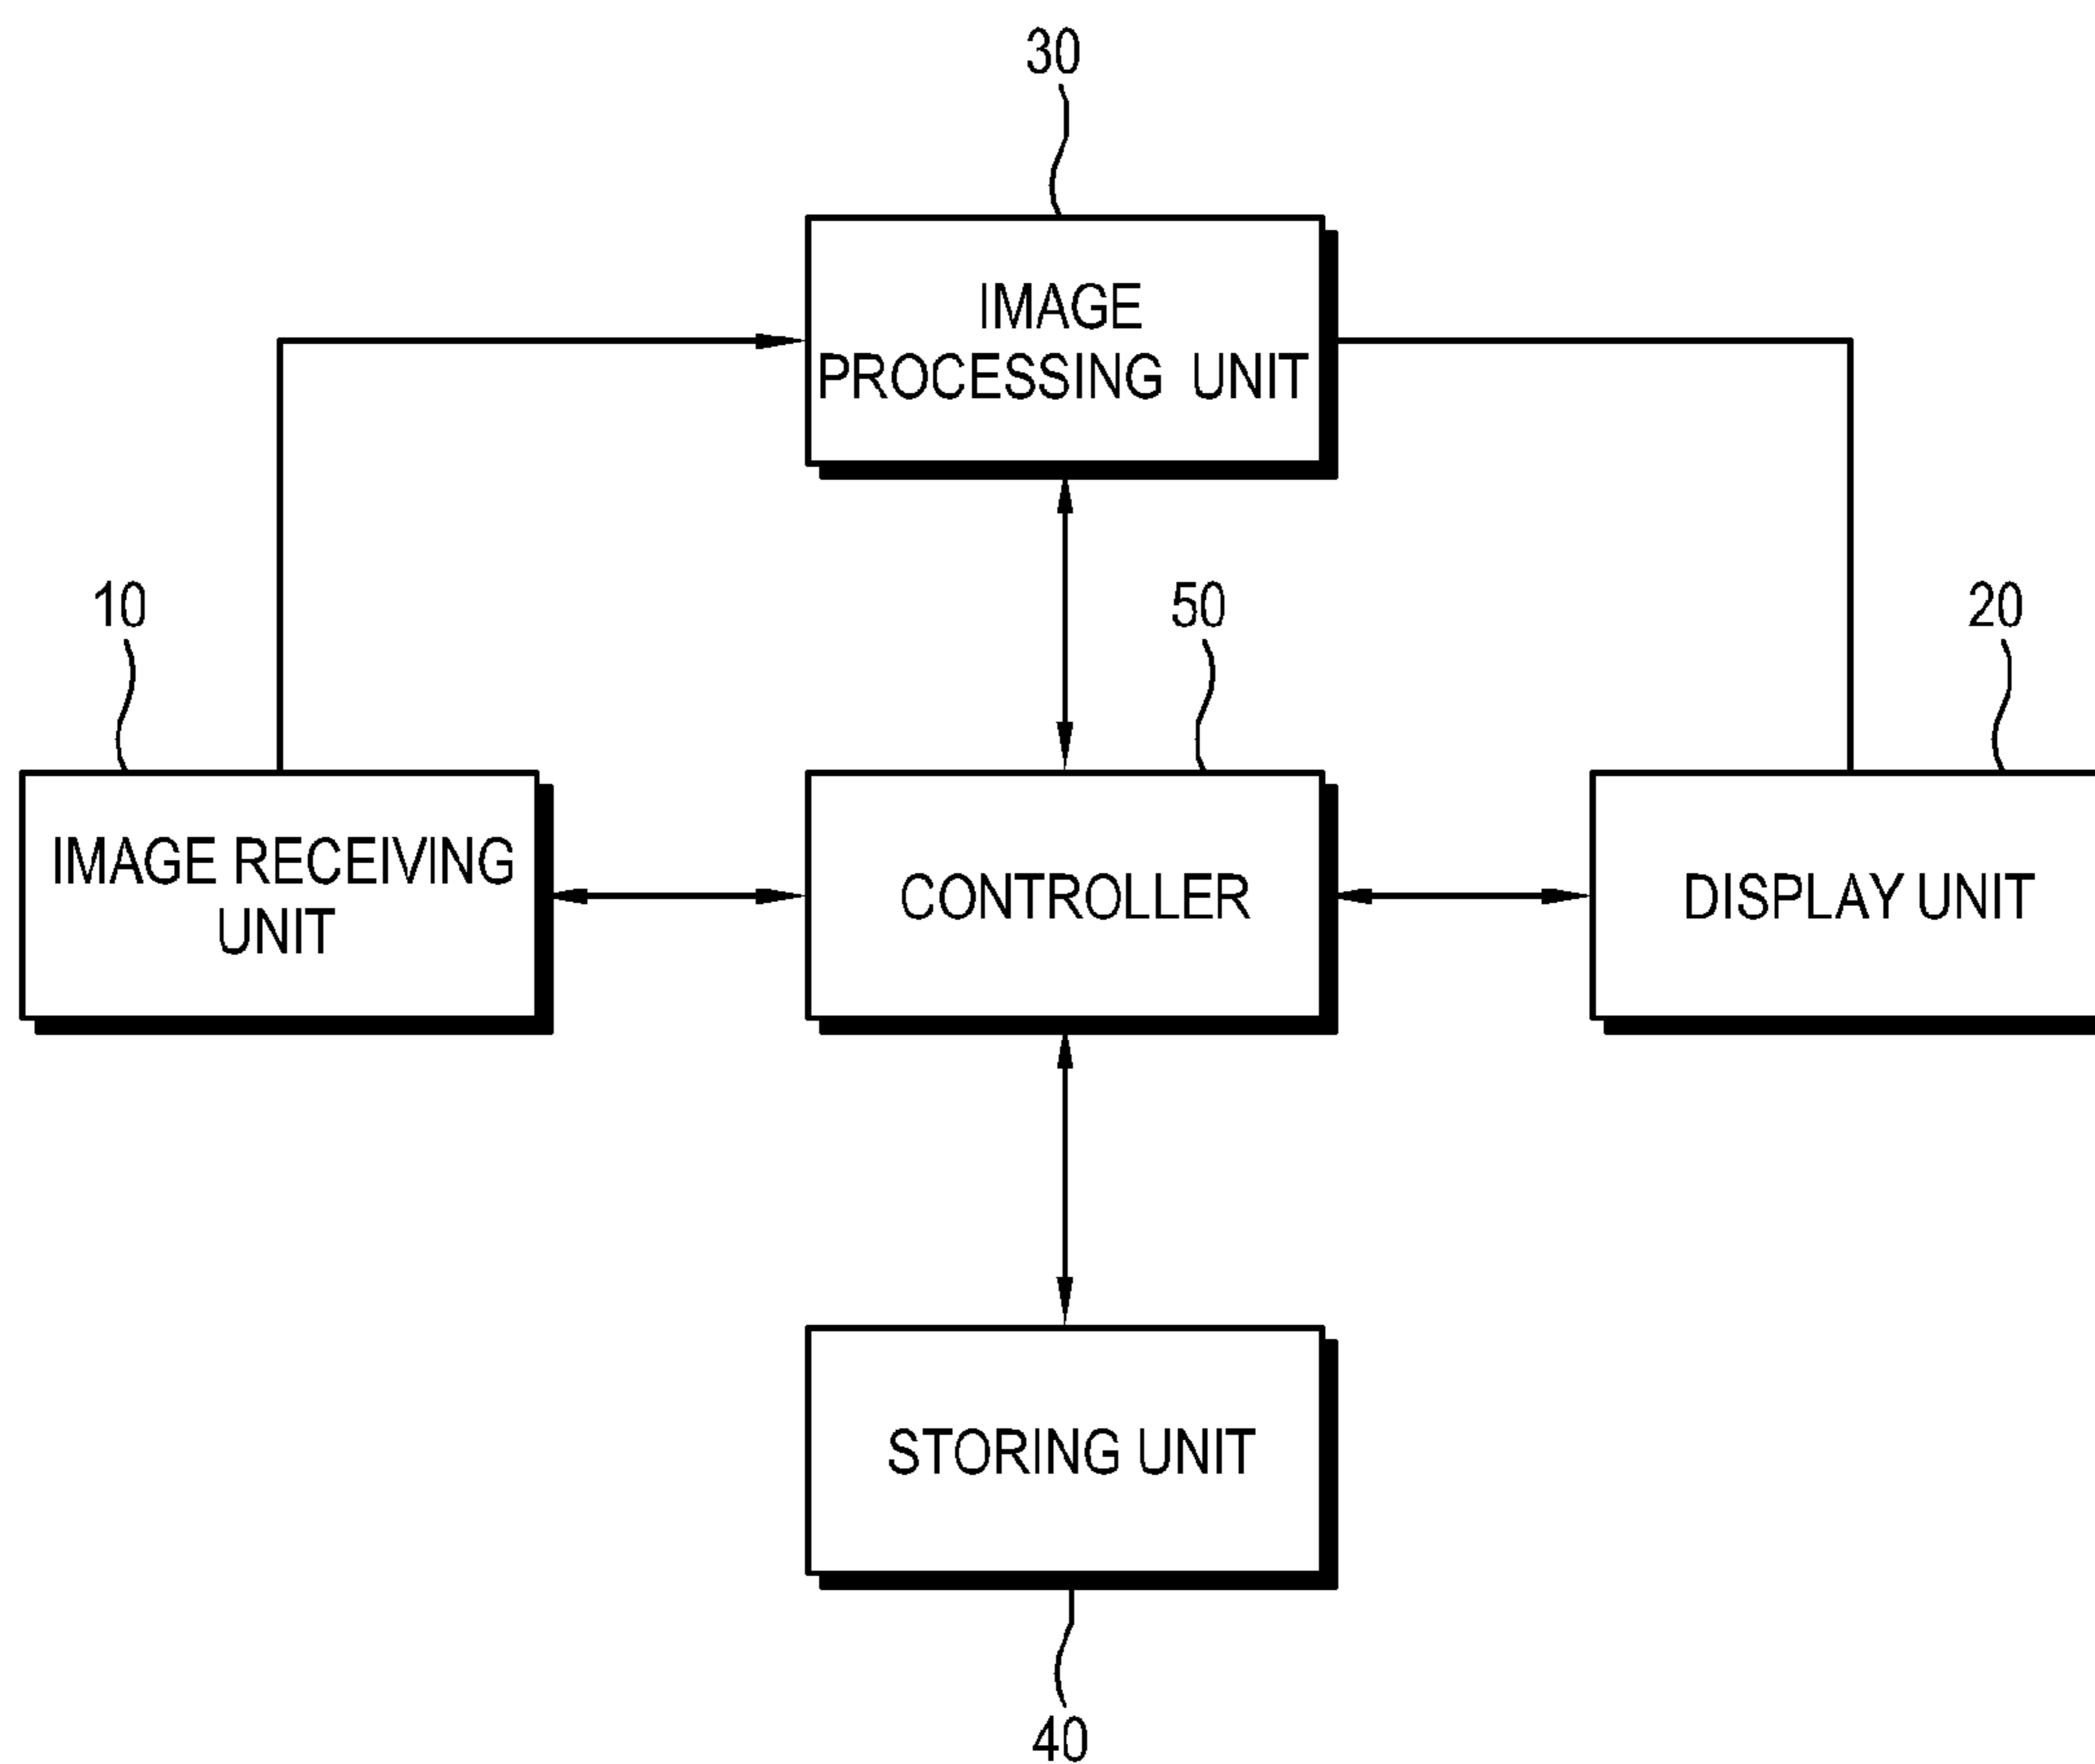 30
IMAGE
PROCESSING UNIT
10
50
20
IMAGE RECEIVING
UNIT
CONTROLLER
DISPLAY UNIT
STORING UNIT
40